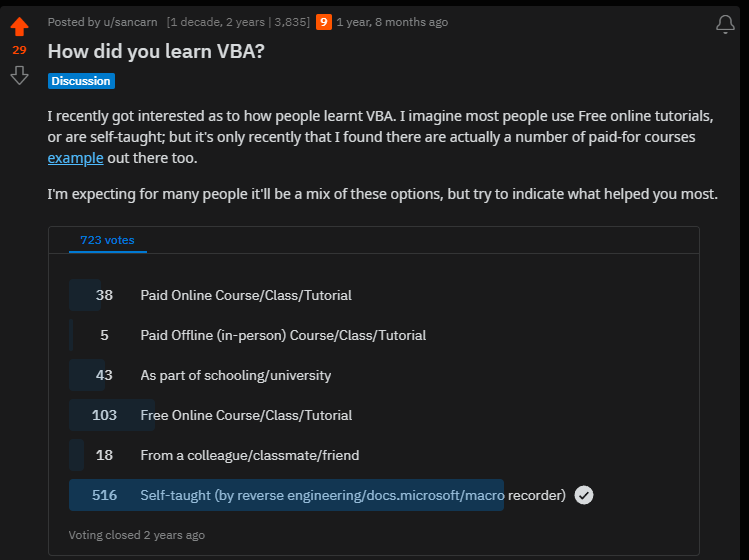 Posted by u/sancarn [1 decade, 2 years | 3,835] 9 1 year, 8 months ago
29
How did you learn VBA?
Discussion
I recently got interested as to how people learnt VBA. I imagine most people use Free online tutorials,
or are self-taught; but it's only recently that I found there are actually a number of paid-for courses
example out there too.
I'm expecting for many people it'll be a mix of these options, but try to indicate what helped you most.
723 votes
38 Paid Online Course/Class/Tutorial
5 Paid Offline (in-person) Course/Class/Tutorial
43 As part of schooling/university
103 Free Online Course/Class/Tutorial
18 From a colleague/classmate/friend
516 Self-taught (by reverse engineering/docs.microsoft/macro recorder)
Voting closed 2 years ago